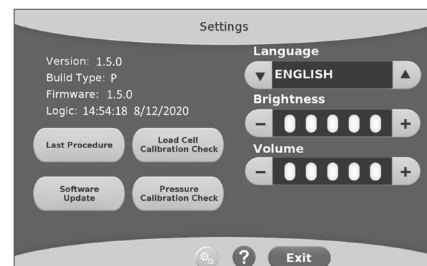 Settings
Version: 1.5.0
Build Type: P
Firmware: 1.5.0
Logic: 14:54:18 8/12/2020
Last Procedure
Load Cell
Calibration Check
Software
Update
Pressure
Calibration Check
Language
ENGLISH
Brightness
− +
Volume
− +
?
Exit